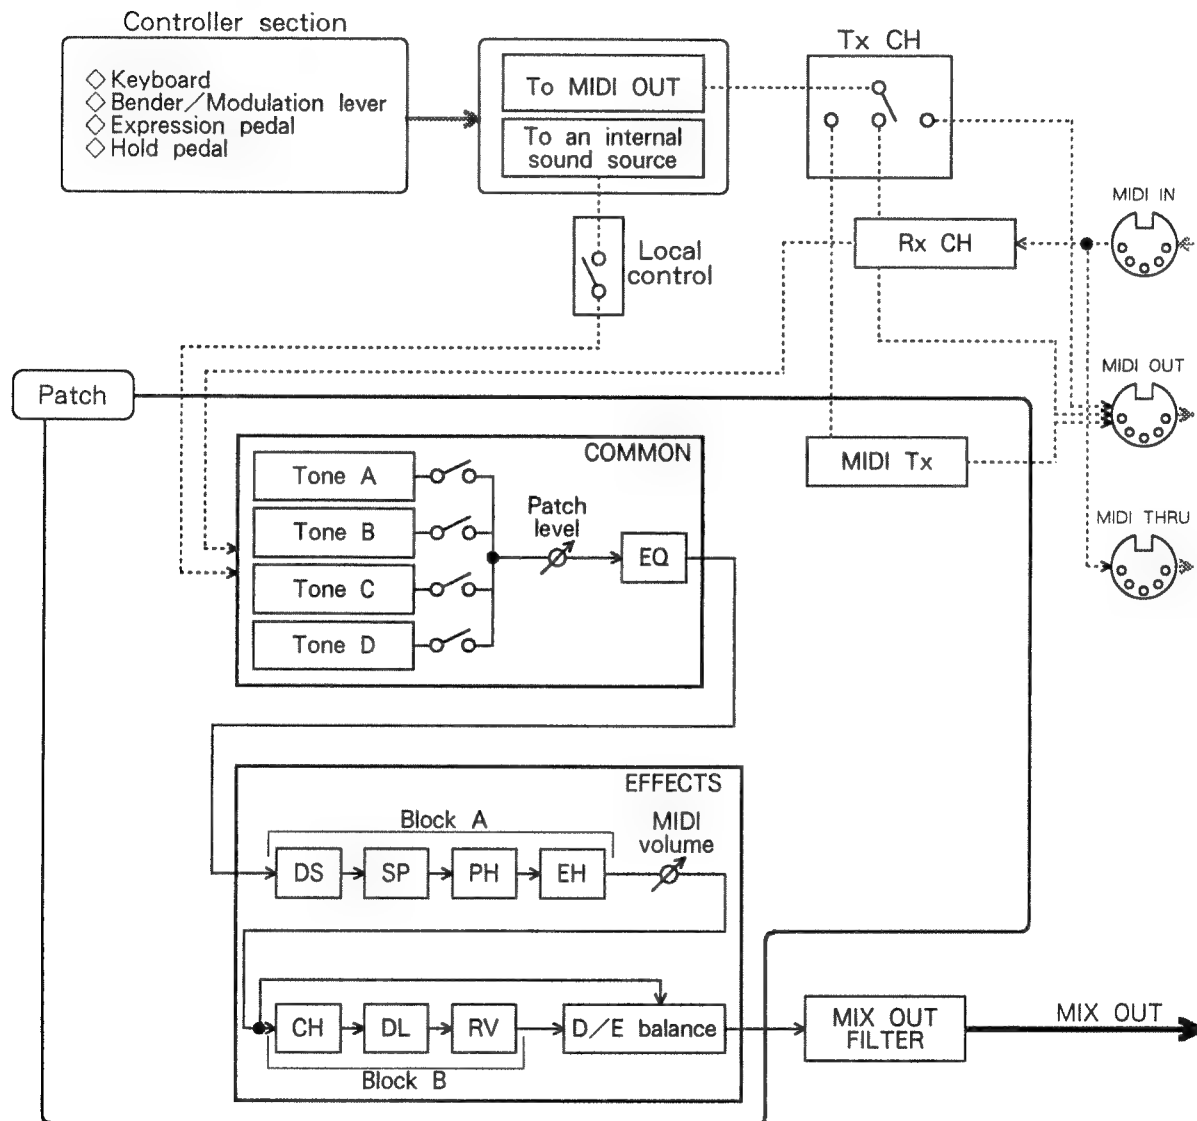 Controller section
◇ Keyboard
◇ Bender/Modulation lever
◇ Expression pedal
◇ Hold pedal
To MIDI OUT
To an internal
sound source
Tx CH
MIDI IN
Rx CH
Local
control
MIDI OUT
Patch
COMMON
MIDI Tx
Tone A
Patch
level
MIDI THRU
Tone B
EQ
Tone C
Tone D
EFFECTS
Block A
MIDI
volume
DS
SP
PH
EH
CH
DL
RV
D/E balance
MIX OUT
FILTER
MIX OUT
Block B